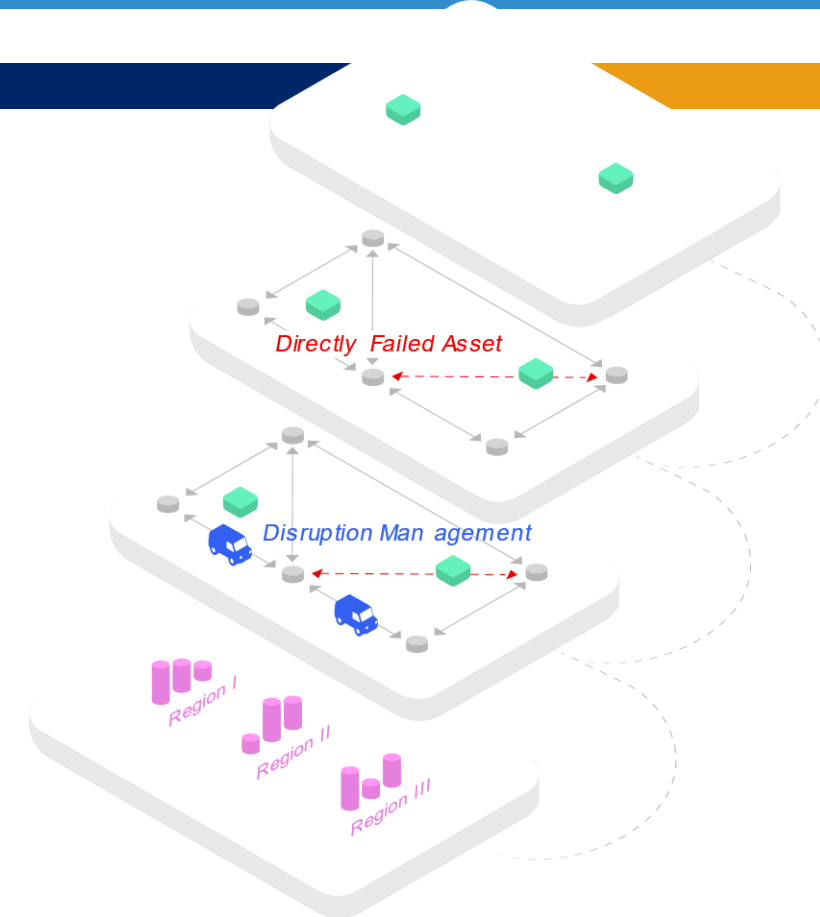 Directly Failed Asset
Disruption Man agement
Region I
Region II
Region III